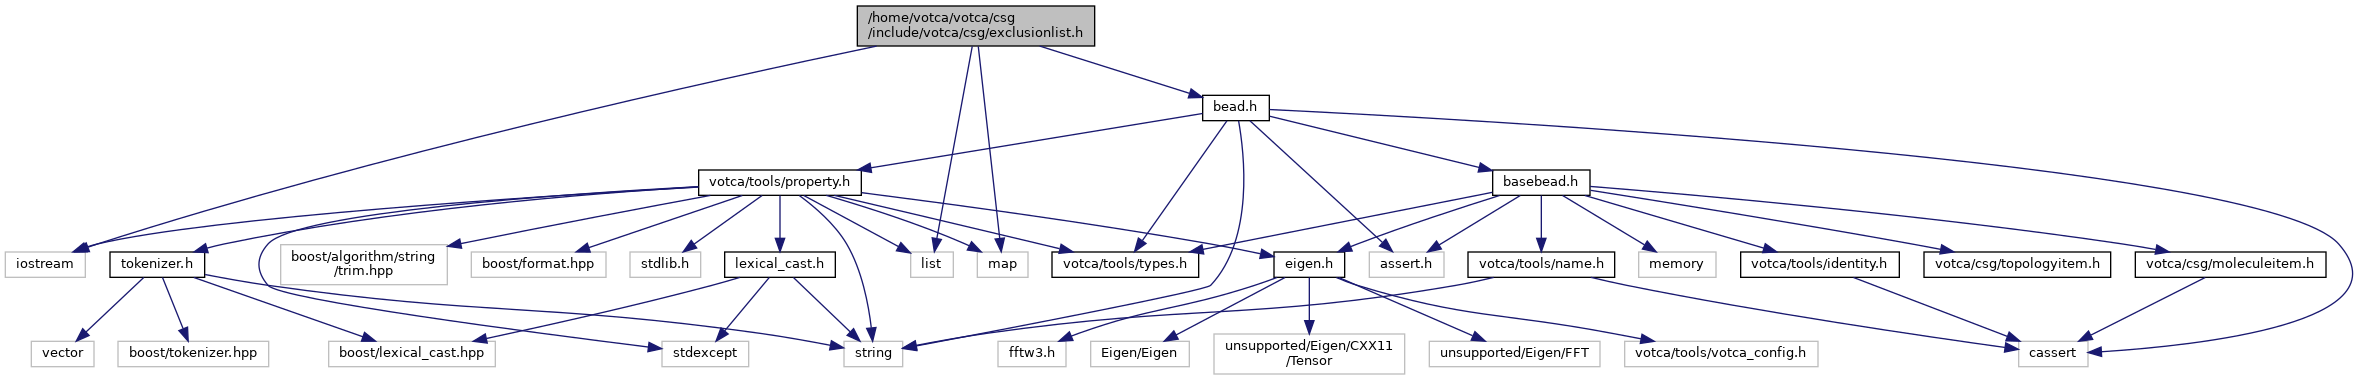 /home/votca/votca/csg
/include/votca/csg/exclusionlist.h
bead.h
votca/tools/property.h
basebead.h
iostream
tokenizer.h
boost/algorithm/string
/trim.hpp
boost/format.hpp
stdlib.h
lexical_cast.h
list
map
votca/tools/types.h
eigen.h
assert.h
votca/tools/name.h
memory
votca/tools/identity.h
votca/csg/topologyitem.h
votca/csg/moleculeitem.h
vector
boost/tokenizer.hpp
boost/lexical_cast.hpp
stdexcept
string
fftw3.h
Eigen/Eigen
unsupported/Eigen/CXX11
/Tensor
unsupported/Eigen/FFT
votca/tools/votca_config.h
cassert